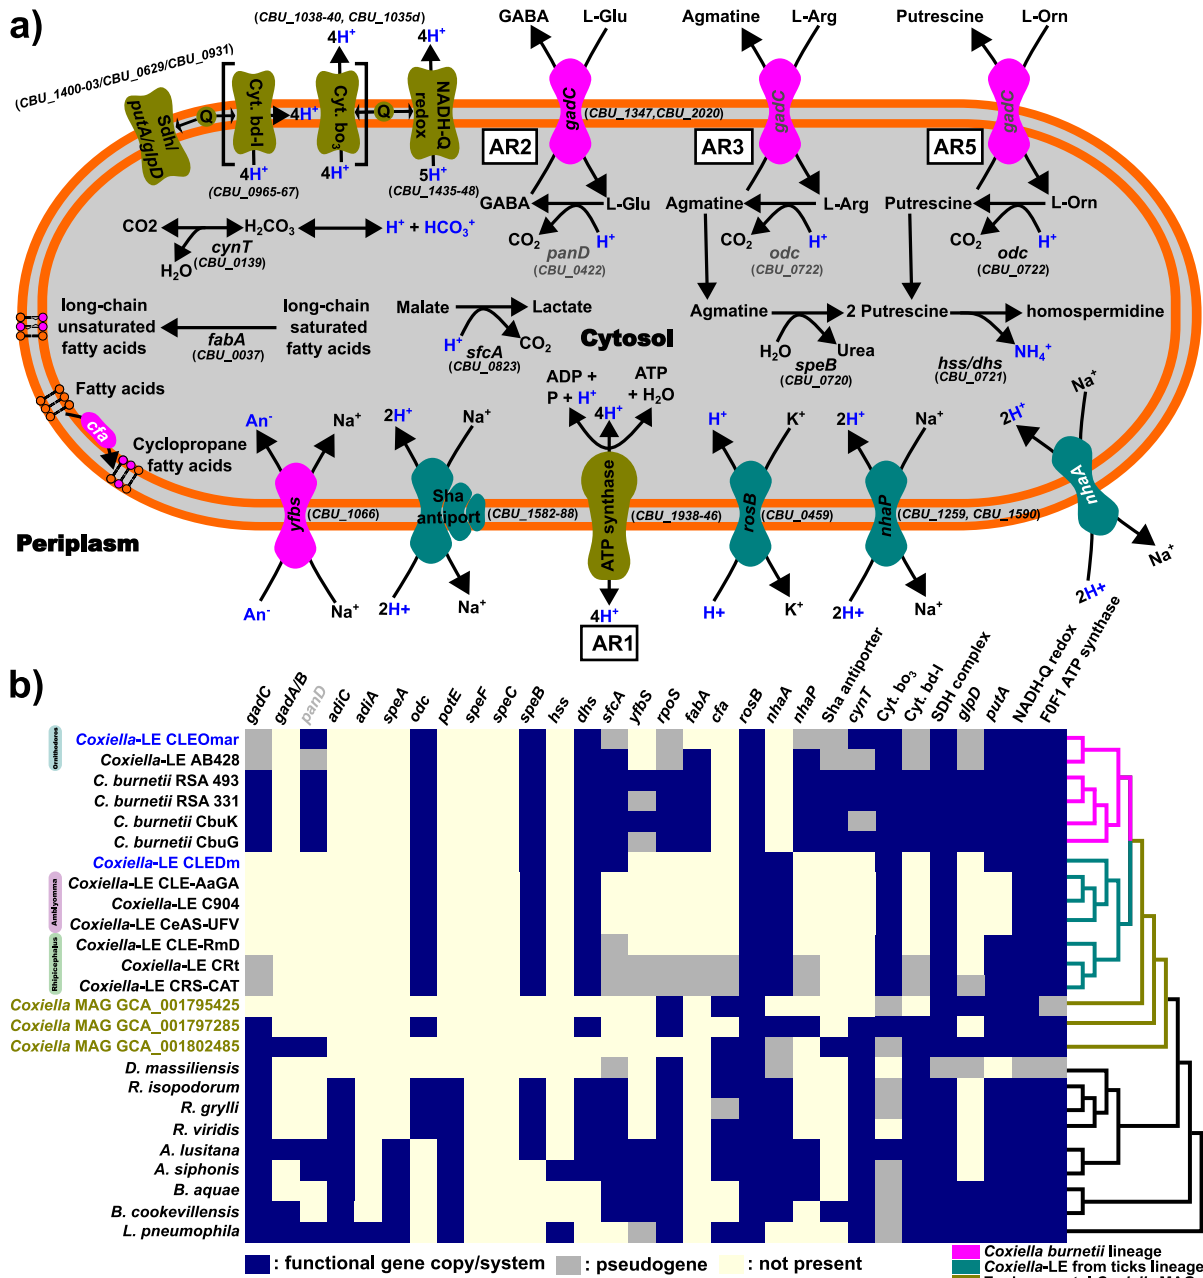 a)
(CBU_1038-40, CBU_1035d)
(CBU_1400-03/CBU_0629/CBU_0931)
4H⁺
4H⁺
GABA
L-Glu
Agmatine
L-Arg
Putrescine
L-Orn
Sdh/
putA/glpD
Q
Cyt. bd-I
4H⁺
Cyt. bo₃
Q
NADH-Q
redox
gadC
(CBU_1347,CBU_2020)
gadC
gadC
AR2
AR3
AR5
4H⁺
4H⁺
5H⁺
(CBU_0965-67)
(CBU_1435-48)
GABA
L-Glu
Agmatine
L-Arg
Putrescine
L-Orn
CO2
H₂CO₃
H⁺ + HCO₃⁺
cynT
(CBU_0139)
H₂O
CO₂
H⁺
panD
(CBU_0422)
CO₂
H⁺
odc
(CBU_0722)
CO₂
H⁺
odc
(CBU_0722)
long-chain
unsaturated
fatty acids
long-chain
saturated
fatty acids
fabA
(CBU_0037)
Malate
Lactate
H⁺
CO₂
sfcA
(CBU_0823)
Cytosol
Agmatine
2 Putrescine
homospermidine
H₂O
Urea
speB
(CBU_0720)
NH₄⁺
hss/dhs
(CBU_0721)
Fatty acids
cfa
Cyclopropane
fatty acids
ADP +
P + H⁺
4H⁺
ATP
+ H₂O
An⁻
Na⁺
2H⁺
Na⁺
H⁺
K⁺
2H⁺
Na⁺
2H⁺
Na⁺
yfbs
(CBU_1066)
Sha
antiport
(CBU_1582-88)
ATP synthase
(CBU_1938-46)
rosB
(CBU_0459)
nhaP
(CBU_1259, CBU_1590)
nhaA
Na⁺
2H+
Periplasm
An⁻
Na⁺
2H+
Na⁺
4H⁺
H+
K⁺
2H+
Na⁺
AR1
b)
gadC
gadA/B
panD
adiC
adiA
speA
odc
potE
speF
speC
speB
hss
dhs
sfcA
yfbS
rpoS
fabA
cfa
rosB
nhaA
nhaP
Sha antiporter
cynT
Cyt. bo₃
Cyt. bd-I
SDH complex
glpD
putA
NADH-Q redox
F0F1 ATP synthase
Ornithodoros
Coxiella-LE CLEOmar
Coxiella-LE AB428
C. burnetii RSA 493
C. burnetii RSA 331
C. burnetii CbuK
C. burnetii CbuG
Coxiella-LE CLEDm
Amblyomma
Coxiella-LE CLE-AaGA
Coxiella-LE C904
Coxiella-LE CeAS-UFV
Rhipicephalus
Coxiella-LE CLE-RmD
Coxiella-LE CRt
Coxiella-LE CRS-CAT
Coxiella MAG GCA_001795425
Coxiella MAG GCA_001797285
Coxiella MAG GCA_001802485
D. massiliensis
R. isopodorum
R. grylli
R. viridis
A. lusitana
A. siphonis
B. aquae
B. cookevillensis
L. pneumophila
: functional gene copy/system
: pseudogene
: not present
Coxiella burnetii lineage
Coxiella-LE from ticks lineage